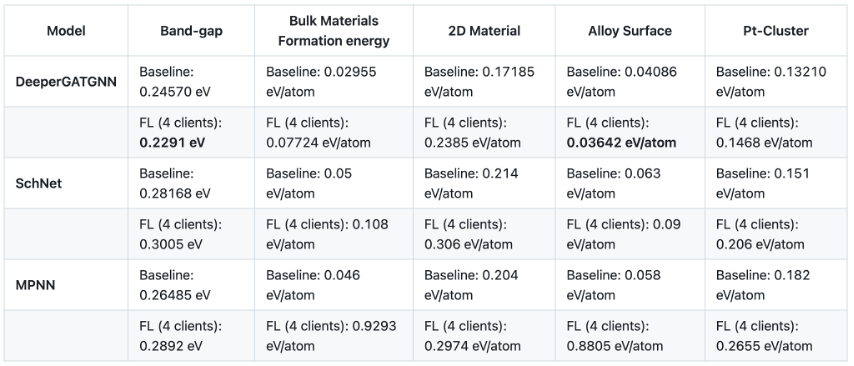 Model Band-gap Bulk Materials Formation energy 2D Material Alloy Surface Pt-Cluster
DeeperGATGNN Baseline: 0.24570 eV Baseline: 0.02955 eV/atom Baseline: 0.17185 eV/atom Baseline: 0.04086 eV/atom Baseline: 0.13210 eV/atom
FL (4 clients): 0.2291 eV FL (4 clients): 0.07724 eV/atom FL (4 clients): 0.2385 eV/atom FL (4 clients): 0.03642 eV/atom FL (4 clients): 0.1468 eV/atom
SchNet Baseline: 0.28168 eV Baseline: 0.05 eV/atom Baseline: 0.214 eV/atom Baseline: 0.063 eV/atom Baseline: 0.151 eV/atom
FL (4 clients): 0.3005 eV FL (4 clients): 0.108 eV/atom FL (4 clients): 0.306 eV/atom FL (4 clients): 0.09 eV/atom FL (4 clients): 0.206 eV/atom
MPNN Baseline: 0.26485 eV Baseline: 0.046 eV/atom Baseline: 0.204 eV/atom Baseline: 0.058 eV/atom Baseline: 0.182 eV/atom
FL (4 clients): 0.2892 eV FL (4 clients): 0.9293 eV/atom FL (4 clients): 0.2974 eV/atom FL (4 clients): 0.8805 eV/atom FL (4 clients): 0.2655 eV/atom